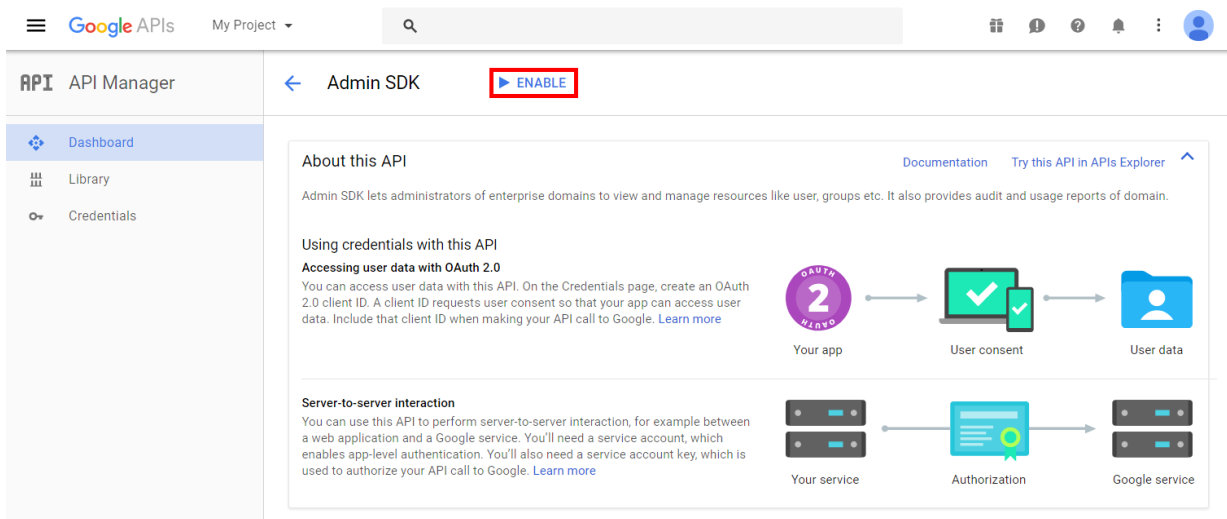 Google APIs My Project
API API Manager
Admin SDK ENABLE
Dashboard
Library
Credentials
About this API Documentation Try this API in APIs Explorer
Admin SDK lets administrators of enterprise domains to view and manage resources like user, groups etc. It also provides audit and usage reports of domain.
Using credentials with this API
Accessing user data with OAuth 2.0
You can access user data with this API. On the Credentials page, create an OAuth
2.0 client ID. A client ID requests user consent so that your app can access user
data. Include that client ID when making your API call to Google. Learn more
OAUTH
2
OAUTH
Your app User consent User data
Server-to-server interaction
You can use this API to perform server-to-server interaction, for example between
a web application and a Google service. You'll need a service account, which
enables app-level authentication. You'll also need a service account key, which is
used to authorize your API call to Google. Learn more
Your service Authorization Google service